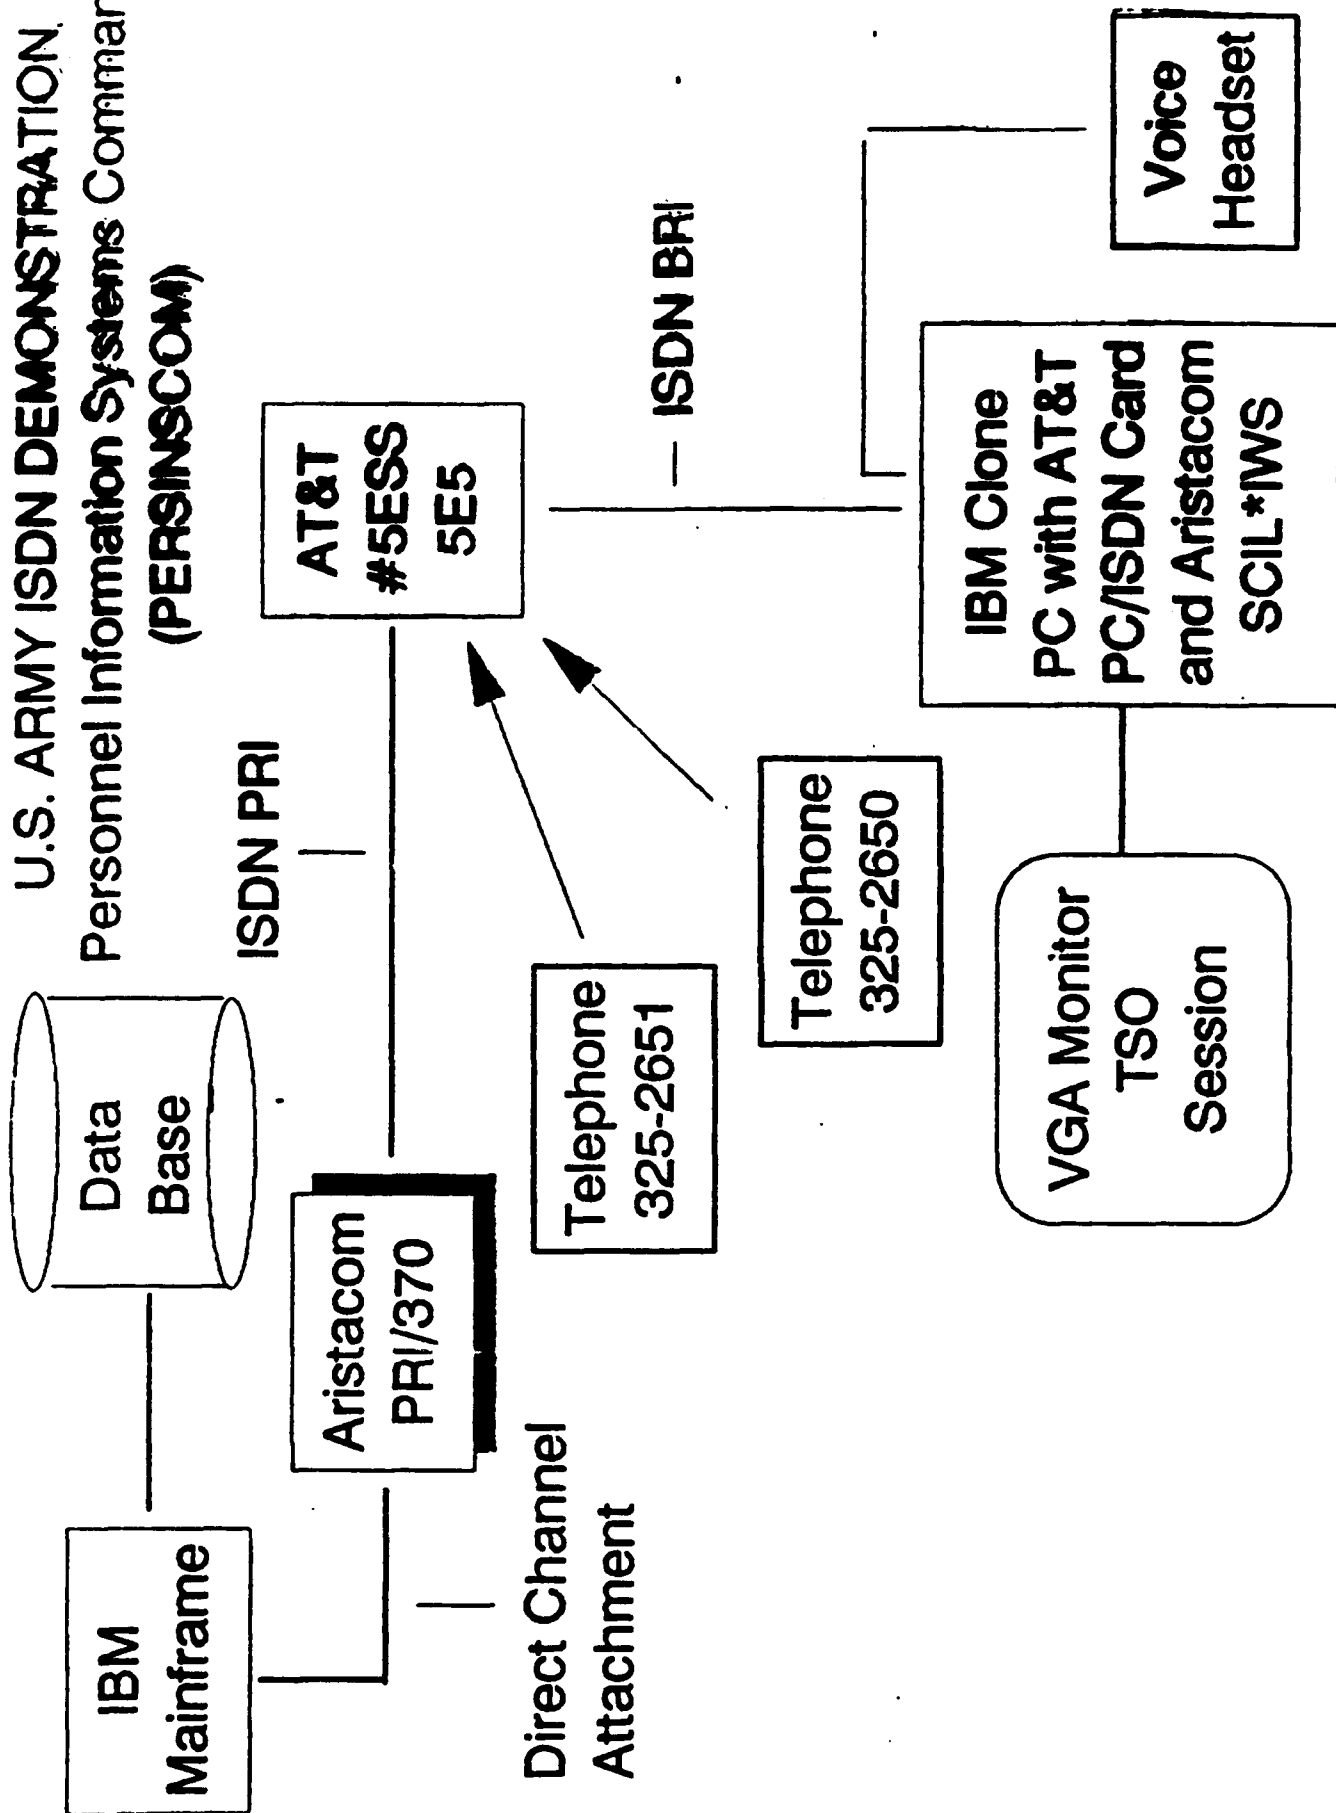 U.S. ARMY ISDN DEMONSTRATION
Personnel Information Systems
(PERSINSCOM)
IBM
Mainframe
Data
Base
ISDN PRI
Aristacom
PRI/370
AT&T
#5ESS
5E5
Direct Channel
Attachment
Telephone
325-2651
Telephone
325-2650
ISDN BRI
VGA Monitor
TSO
Session
IBM Clone
PC with AT&T
PC/ISDN Card
and Aristacom
SCIL*IWS
Voice
Headset